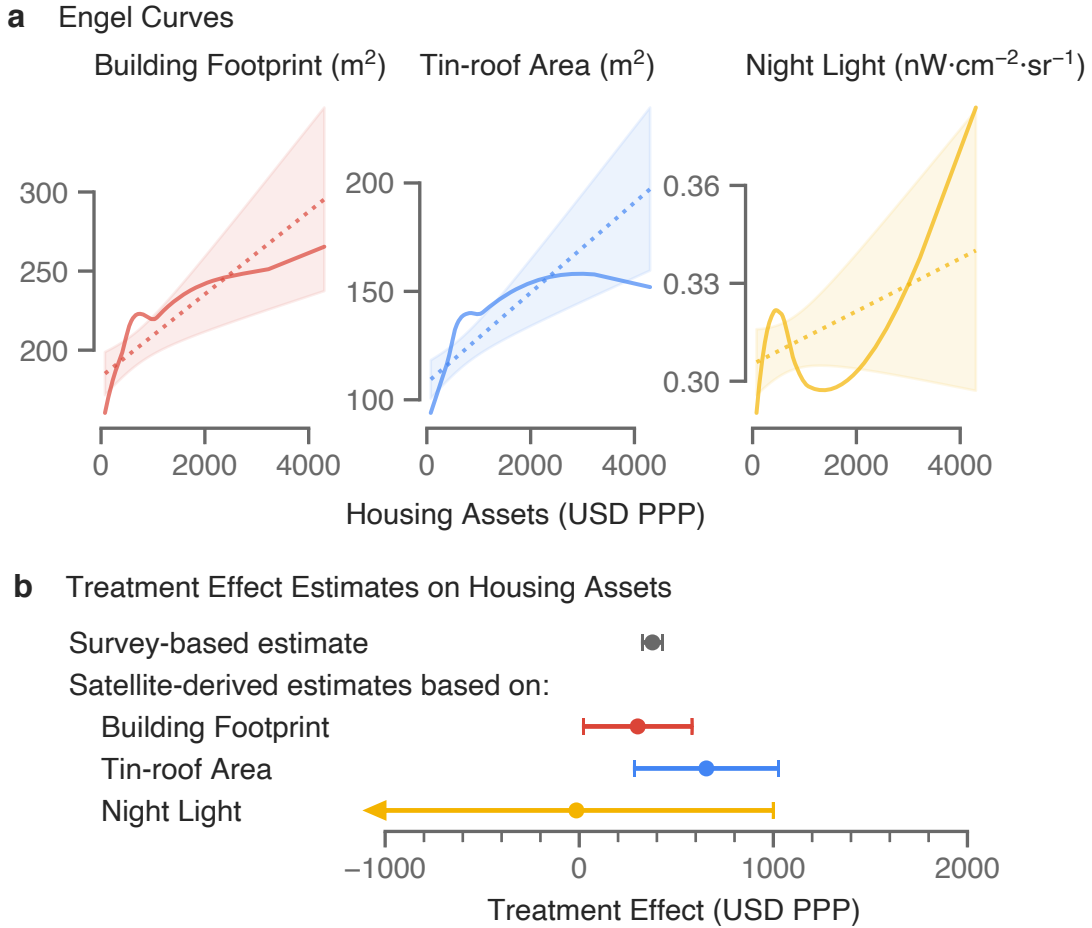 a Engel Curves
Building Footprint (m²) Tin-roof Area (m²) Night Light (nW·cm⁻²·sr⁻¹)
300 200 0.36
250 150 0.33
200 100 0.30
0 2000 4000 0 2000 4000 0 2000 4000
Housing Assets (USD PPP)
b Treatment Effect Estimates on Housing Assets
Survey-based estimate
Satellite-derived estimates based on:
Building Footprint
Tin-roof Area
Night Light
−1000 0 1000 2000
Treatment Effect (USD PPP)